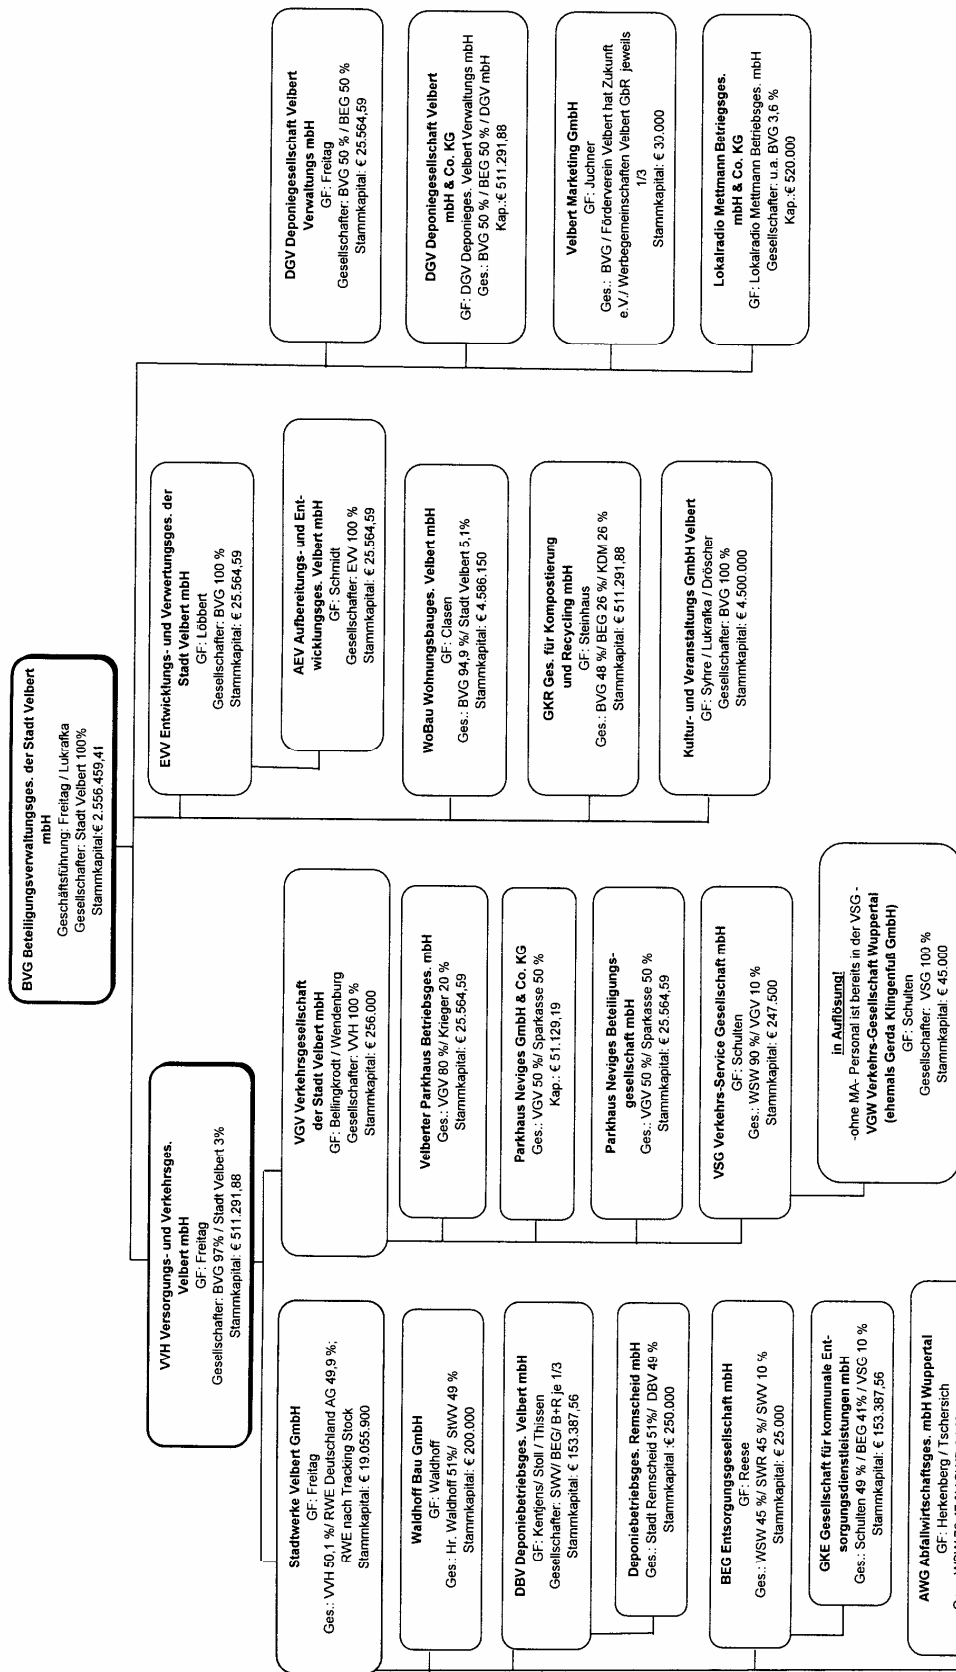 BVG Beteiligungsverwaltungsges. der Stadt Velbert
mbH
Geschäftsführung: Freitag / Lukrafka
Gesellschafter: Stadt Velbert 100%
Stammkapital:€ 2.556.459,41
VVH Versorgungs- und Verkehrsges.
Velbert mbH
GF: Freitag
Gesellschafter: BVG 97% / Stadt Velbert 3%
Stammkapital: € 511.291,88
Stadtwerke Velbert GmbH
GF: Freitag
Ges.: VVH 50,1 %/ RWE Deutschland AG 49,9 %;
RWE nach Tracking Stock
Stammkapital: € 19.055.900
Waldhoff Bau GmbH
GF: Waldhoff
Ges.: Hr. Waldhoff 51%/ StWV 49 %
Stammkapital: € 200.000
DBV Deponiebetriebsges. Velbert mbH
GF: Kentjens/ Stoll / Thissen
Gesellschafter: SWV/ BEG/ B+R je 1/3
Stammkapital: € 153.387,56
Deponiebetriebsges. Remscheid mbH
Ges.: Stadt Remscheid 51%/ DBV 49 %
Stammkapital :€ 250.000
BEG Entsorgungsgesellschaft mbH
GF: Reese
Ges.: WSW 45 %/ SWR 45 %/ SWV 10 %
Stammkapital: € 25.000
GKE Gesellschaft für kommunale Ent-
sorgungsdienstleistungen mbH
Ges.: Schulten 49 % / BEG 41% / VSG 10 %
Stammkapital: € 153.387,56
AWG Abfallwirtschaftsges. mbH Wuppertal
GF: Herkenberg / Tschersich
VGV Verkehrsgesellschaft
der Stadt Velbert mbH
GF: Bellingkrodt / Wendenburg
Gesellschafter: VVH 100 %
Stammkapital: € 256.000
Velberter Parkhaus Betriebsges. mbH
Ges.: VGV 80 %/ Krieger 20 %
Stammkapital: € 25.564,59
Parkhaus Neviges GmbH & Co. KG
Ges.: VGV 50 %/ Sparkasse 50 %
Kap.: € 51.129,19
Parkhaus Neviges Beteiligungs-
gesellschaft mbH
Ges.: VGV 50 %/ Sparkasse 50 %
Stammkapital: € 25.564,59
VSG Verkehrs-Service Gesellschaft mbH
GF: Schulten
Ges.: WSW 90 %/ VGV 10 %
Stammkapital: € 247.500
in Auflösung!
-ohne MA- Personal ist bereits in der VSG -
VGW Verkehrs-Gesellschaft Wuppertal
(ehemals Gerda Klingenfuß GmbH)
GF: Schulten
Gesellschafter: VSG 100 %
Stammkapital: € 45.000
EVV Entwicklungs- und Verwertungsges. der
Stadt Velbert mbH
GF: Löbbert
Gesellschafter: BVG 100 %
Stammkapital: € 25.564,59
AEV Aufbereitungs- und Ent-
wicklungsges. Velbert mbH
GF: Schmidt
Gesellschafter: EVV 100 %
Stammkapital: € 25.564,59
WoBau Wohnungsbauges. Velbert mbH
GF: Clasen
Ges.: BVG 94,9 %/ Stadt Velbert 5,1%
Stammkapital: € 4.586.150
GKR Ges. für Kompostierung
und Recycling mbH
GF: Steinhaus
Ges.: BVG 48 %/ BEG 26 %/ KDM 26 %
Stammkapital: € 511.291,88
Kultur- und Veranstaltungs GmbH Velbert
GF: Syhre / Lukrafka / Dröscher
Gesellschafter: BVG 100 %
Stammkapital: € 4.500.000
DGV Deponiegesellschaft Velbert
Verwaltungs mbH
GF: Freitag
Gesellschafter: BVG 50 % / BEG 50 %
Stammkapital: € 25.564,59
DGV Deponiegesellschaft Velbert
mbH & Co. KG
GF: DGV Deponieges. Velbert Verwaltungs mbH
Ges.: BVG 50 % / BEG 50 % / DGV mbH
Kap.:€ 511.291,88
Velbert Marketing GmbH
GF: Juchner
Ges.: BVG / Förderverein Velbert hat Zukunft
e.V./ Werbegemeinschaften Velbert GbR jeweils
1/3
Stammkapital: € 30.000
Lokalradio Mettmann Betriegsges.
mbH & Co. KG
GF: Lokalradio Mettmann Betriebsges. mbH
Gesellschafter: u.a. BVG 3,6 %
Kap.:€ 520.000